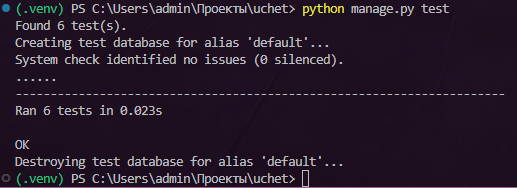 (.venv) PS C:\Users\admin\Проекты\uchet> python manage.py test
Found 6 test(s).
Creating test database for alias 'default'...
System check identified no issues (0 silenced).
......
----------------------------------------------------------------------
Ran 6 tests in 0.023s
OK
Destroying test database for alias 'default'...
(.venv) PS C:\Users\admin\Проекты\uchet>